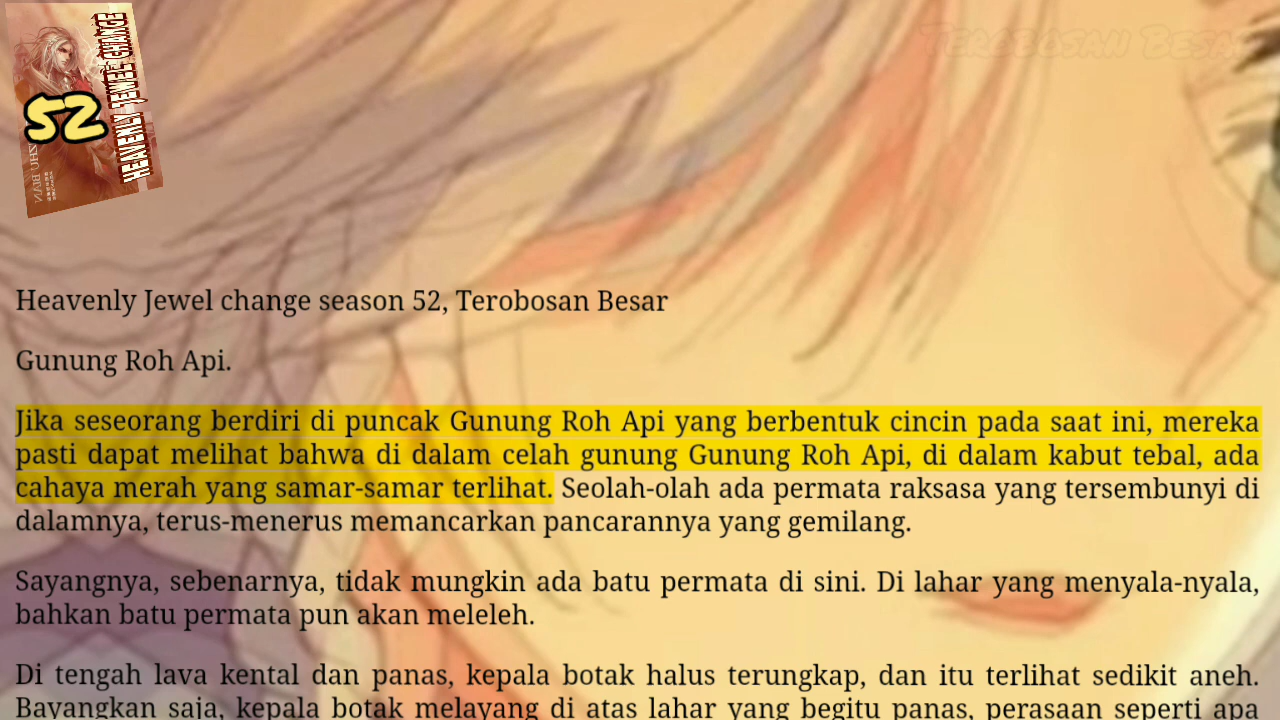 Terobosan Besar
HEAVENLY JEWEL CHANGE
52
Heavenly Jewel change season 52, Terobosan Besar
Gunung Roh Api.
Jika seseorang berdiri di puncak Gunung Roh Api yang berbentuk cincin pada saat ini, mereka
pasti dapat melihat bahwa di dalam celah gunung Gunung Roh Api, di dalam kabut tebal, ada
cahaya merah yang samar-samar terlihat. Seolah-olah ada permata raksasa yang tersembunyi di
dalamnya, terus-menerus memancarkan pancarannya yang gemilang.
Sayangnya, sebenarnya, tidak mungkin ada batu permata di sini. Di lahar yang menyala-nyala,
bahkan batu permata pun akan meleleh.
Di tengah lava kental dan panas, kepala botak halus terungkap, dan itu terlihat sedikit aneh.
Bayangkan saja, kepala botak melayang di atas lahar yang begitu panas, perasaan seperti apa